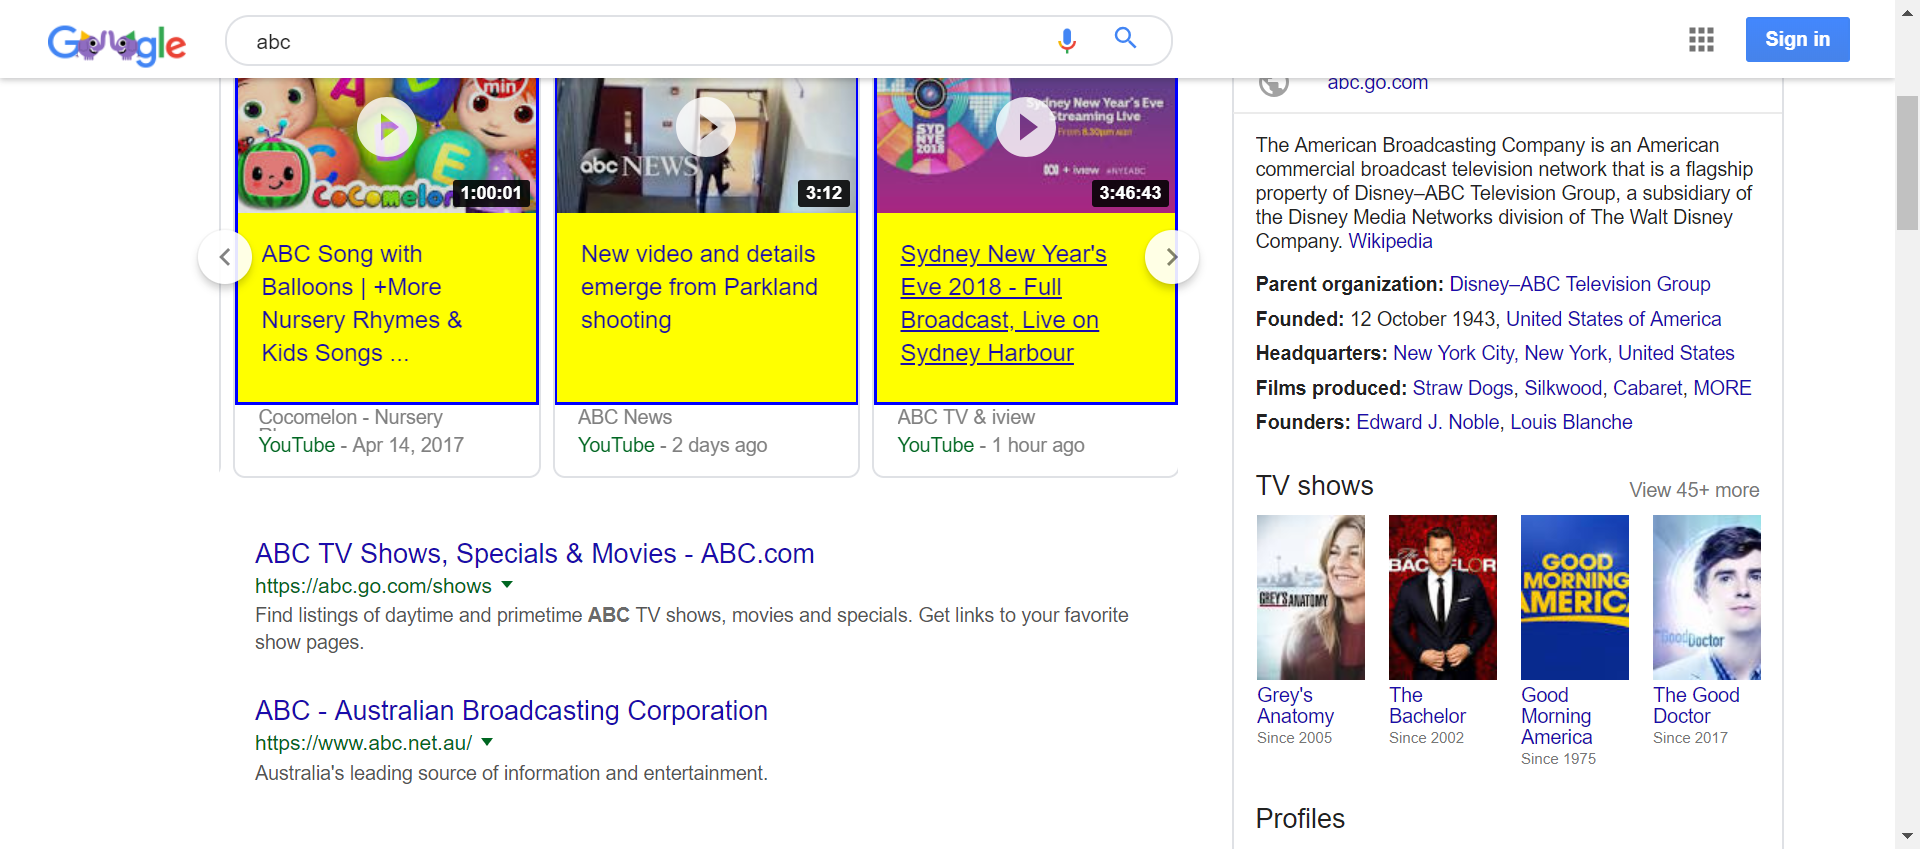 Google
abc
Sign in
min
CoComelon
1:00:01
abc NEWS
3:12
SYD
NYE
2018
Sydney New Year's Eve
Streaming Live
From 8.30pm
+ iview #NYEABC
3:46:43
ABC Song with
Balloons | +More
Nursery Rhymes &
Kids Songs ...
Cocomelon - Nursery
YouTube - Apr 14, 2017
New video and details
emerge from Parkland
shooting
ABC News
YouTube - 2 days ago
Sydney New Year's
Eve 2018 - Full
Broadcast, Live on
Sydney Harbour
ABC TV & iview
YouTube - 1 hour ago
ABC TV Shows, Specials & Movies - ABC.com
https://abc.go.com/shows
Find listings of daytime and primetime ABC TV shows, movies and specials. Get links to your favorite
show pages.
ABC - Australian Broadcasting Corporation
https://www.abc.net.au/
Australia's leading source of information and entertainment.
abc.go.com
The American Broadcasting Company is an American
commercial broadcast television network that is a flagship
property of Disney–ABC Television Group, a subsidiary of
the Disney Media Networks division of The Walt Disney
Company. Wikipedia
Parent organization: Disney–ABC Television Group
Founded: 12 October 1943, United States of America
Headquarters: New York City, New York, United States
Films produced: Straw Dogs, Silkwood, Cabaret, MORE
Founders: Edward J. Noble, Louis Blanche
TV shows
View 45+ more
GREY'S ANATOMY
The
BACHELOR
GOOD
MORNING
AMERICA
The Good Doctor
Grey's
Anatomy
Since 2005
The
Bachelor
Since 2002
Good
Morning
America
Since 1975
The Good
Doctor
Since 2017
Profiles